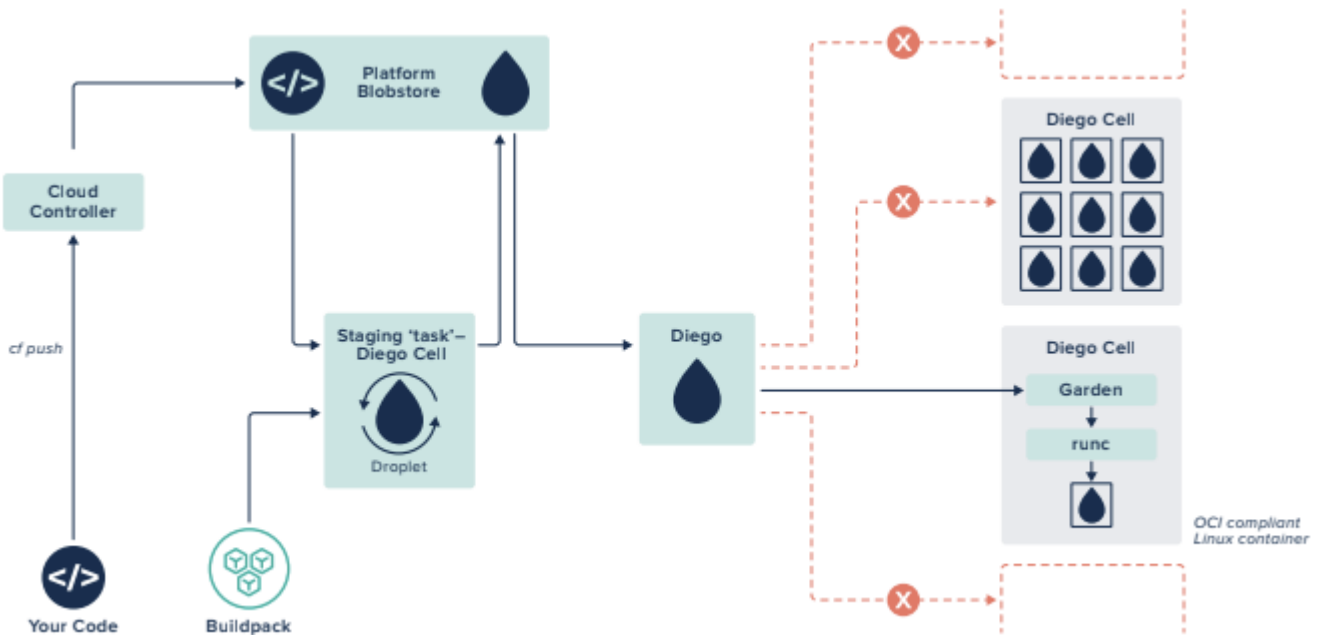 Platform
Blobstore
</>
X
Diego Cell
Cloud
Controller
X
cf push
Staging 'task'–
Diego Cell
Droplet
Diego
Diego Cell
Garden
runc
OCI compliant
Linux container
</>
Your Code
Buildpack
X